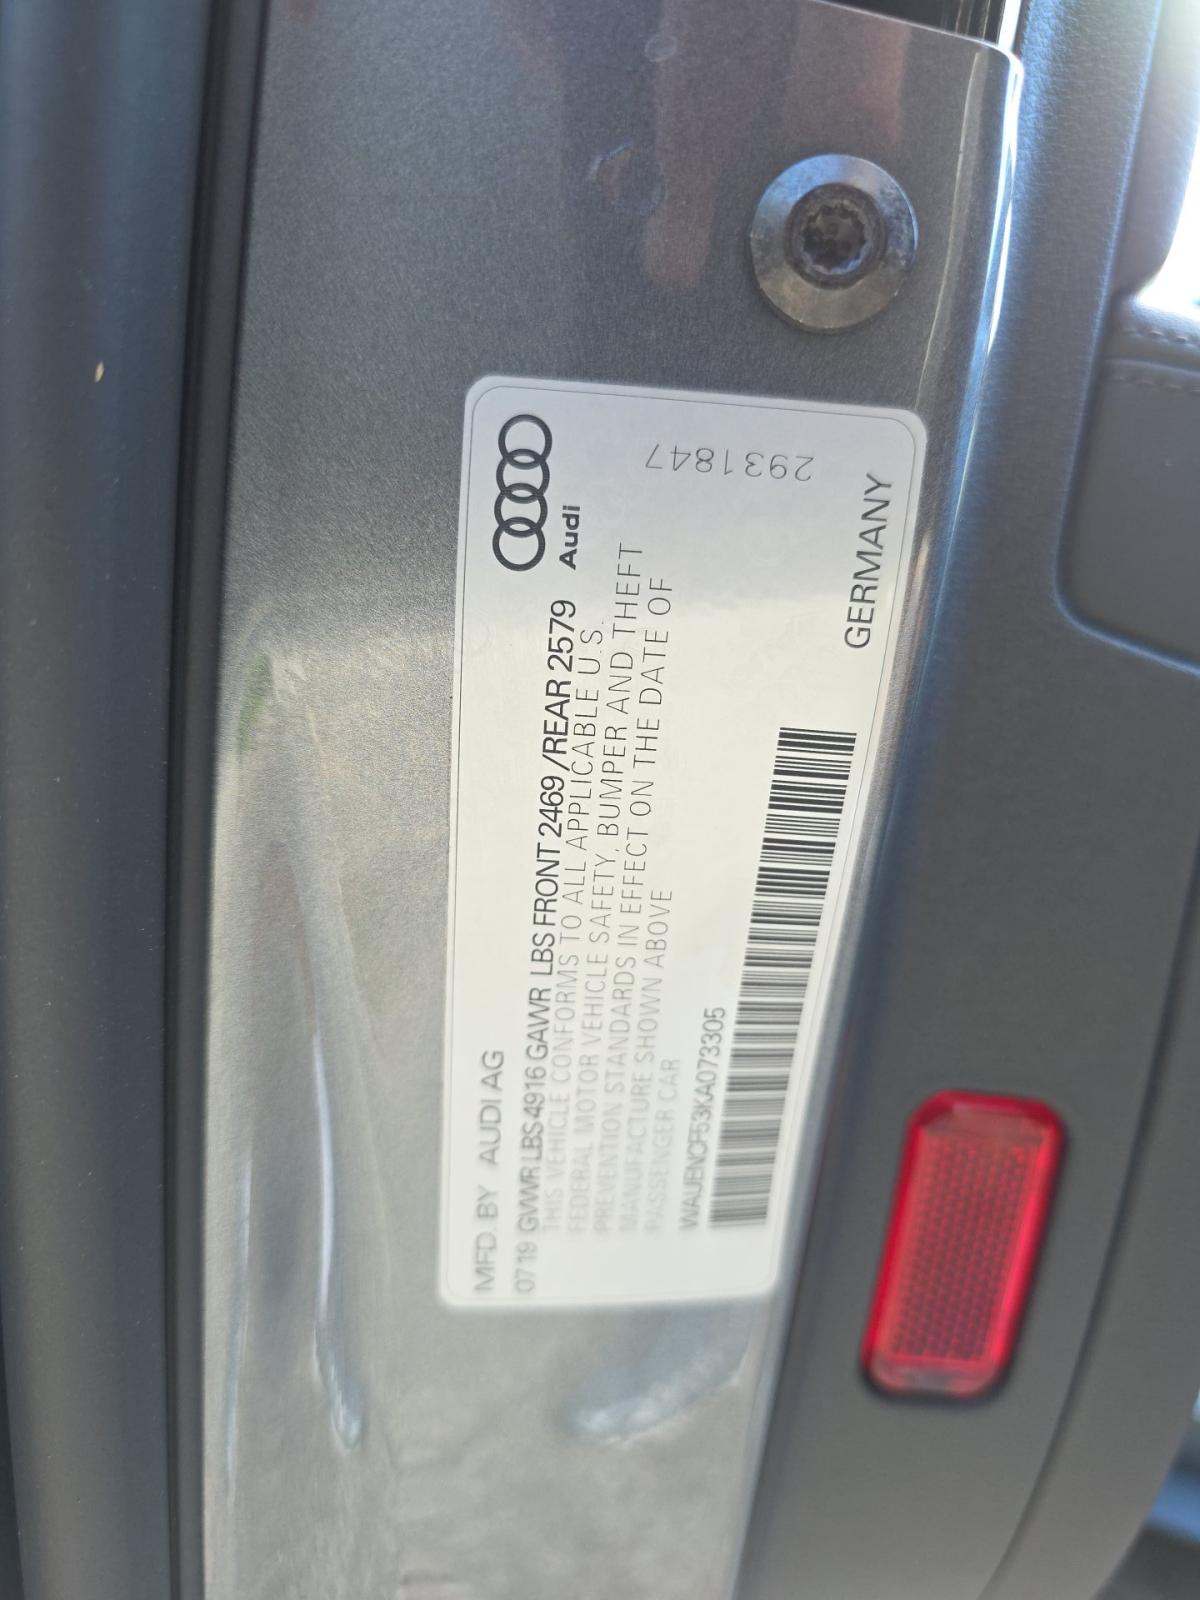 Audi
MFD. BY AUDI AG
07 19 GVWR LBS 4916 GAWR LBS FRONT 2469 / REAR 2579
THIS VEHICLE CONFORMS TO ALL APPLICABLE U.S.
FEDERAL MOTOR VEHICLE SAFETY, BUMPER AND THEFT
PREVENTION STANDARDS IN EFFECT ON THE DATE OF
MANUFACTURE SHOWN ABOVE
PASSENGER CAR
WAUENCF53KA073305
GERMANY
2931847